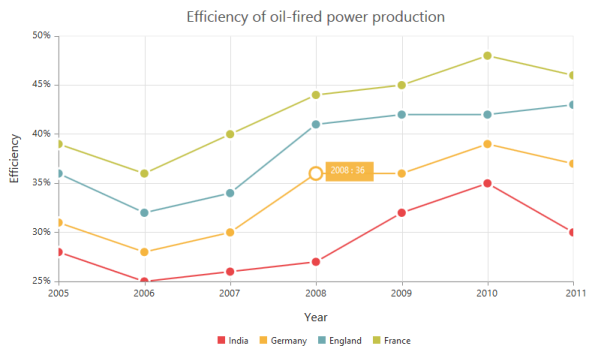 Efficiency of oil-fired power production
50%
45%
40%
35%
30%
25%
Efficiency
2008 : 36
2005 2006 2007 2008 2009 2010 2011
Year
India Germany England France